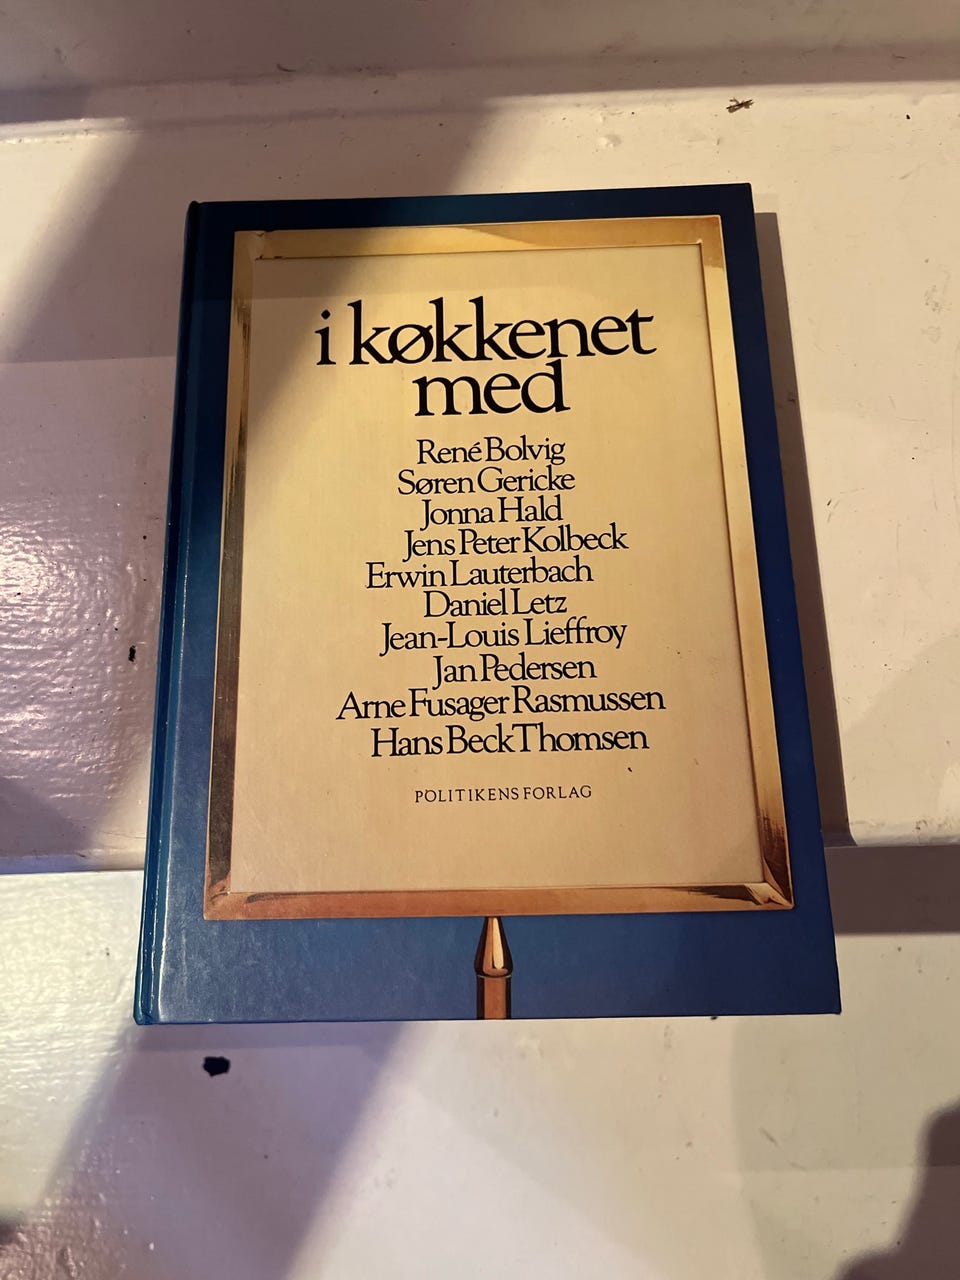 i køkkenet
med
René Bolvig
Søren Gericke
Jonna Hald
Jens Peter Kolbeck
Erwin Lauterbach
Daniel Letz
Jean-Louis Lieffroy
Jan Pedersen
Arne Fusager Rasmussen
Hans Beck Thomsen
POLITIKENS FORLAG